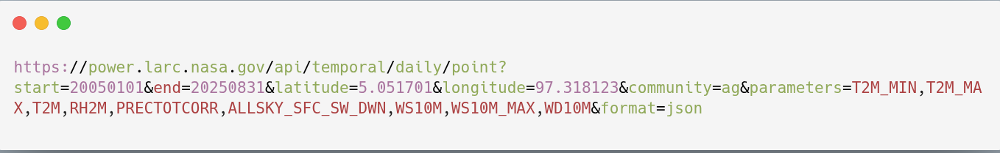 https://power.larc.nasa.gov/api/temporal/daily/point?
start=20050101&end=20250831&latitude=5.051701&longitude=97.318123&community=ag&parameters=T2M_MIN,T2M_MA
X,T2M,RH2M,PRECTOTCORR,ALLSKY_SFC_SW_DWN,WS10M,WS10M_MAX,WD10M&format=json